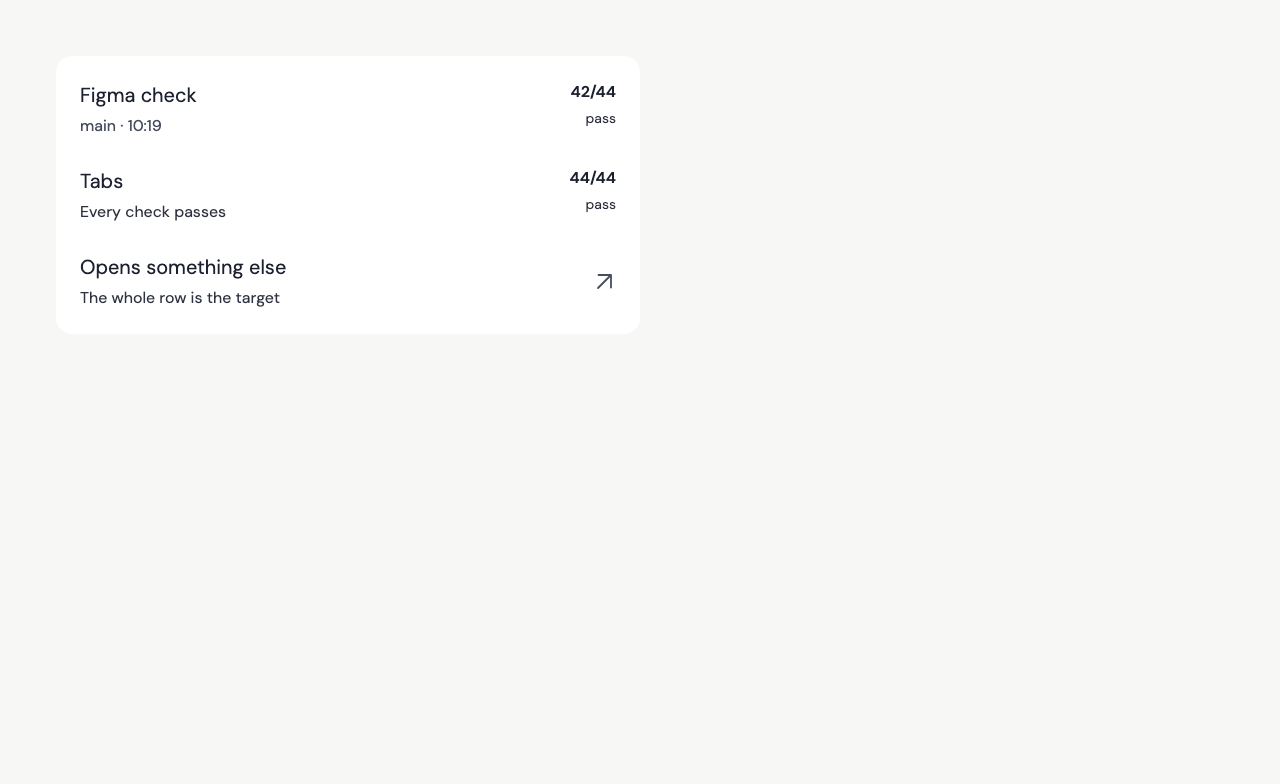 Figma check
42/44
main · 10:19
pass
Tabs
44/44
Every check passes
pass
Opens something else
The whole row is the target